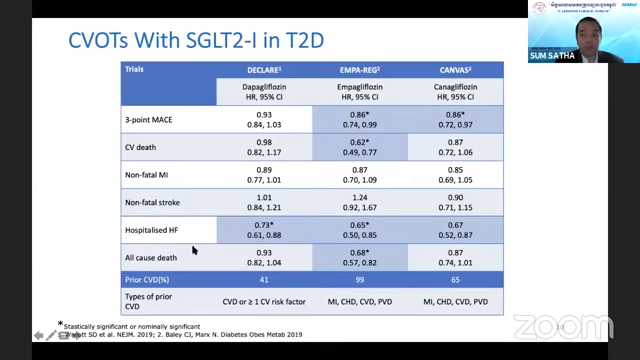 CVOTs With SGLT2-I in T2D
SUM SATHA
Trials DECLARE¹ EMPA-REG² CANVAS²
Dapagliflozin Empagliflozin Canagliflozin
HR, 95% CI HR, 95% CI HR, 95% CI
3-point MACE 0.93 0.86* 0.86*
0.84, 1.03 0.74, 0.99 0.72, 0.97
CV death 0.98 0.62* 0.87
0.82, 1.17 0.49, 0.77 0.72, 1.06
Non-fatal MI 0.89 0.87 0.85
0.77, 1.01 0.70, 1.09 0.69, 1.05
Non-fatal stroke 1.01 1.24 0.90
0.84, 1.21 0.92, 1.67 0.71, 1.15
Hospitalised HF 0.73* 0.65* 0.67
0.61, 0.88 0.50, 0.85 0.52, 0.87
All cause death 0.93 0.68* 0.87
0.82, 1.04 0.57, 0.82 0.74, 1.01
Prior CVD(%) 41 99 65
Types of prior CVD or ≥ 1 CV risk factor MI, CHD, CVD, PVD MI, CHD, CVD, PVD
CVD
* Stastically significant or nominally significant
SD et al. NEJM. 2019; 2. Baley CJ, Marx N. Diabetes Obes Metab 2019
zoom